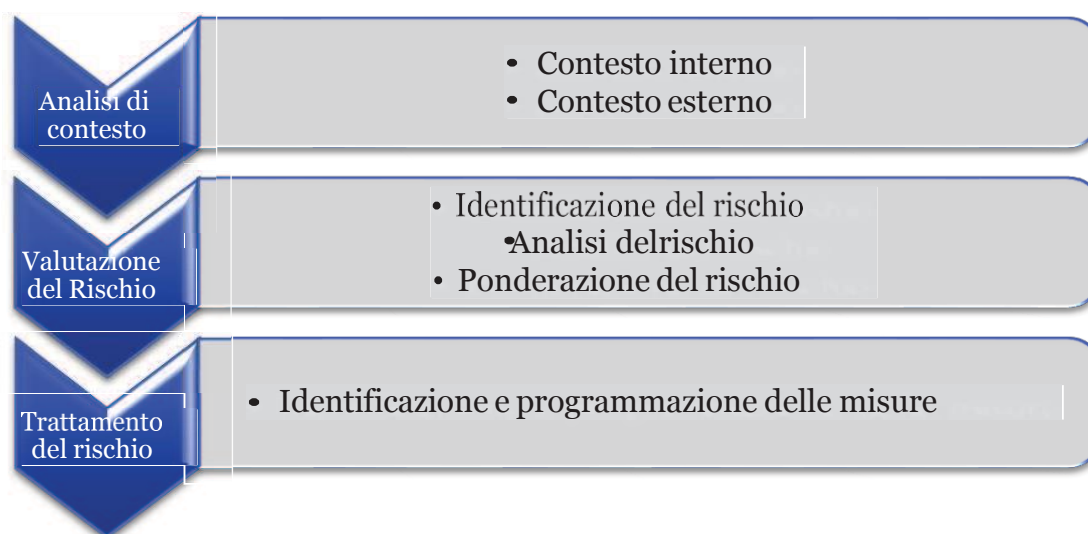 Analisi di
contesto
• Contesto interno
• Contesto esterno
Valutazione
del Rischio
• Identificazione del rischio
•Analisi delrischio
• Ponderazione del rischio
Trattamento
del rischio
• Identificazione e programmazione delle misure